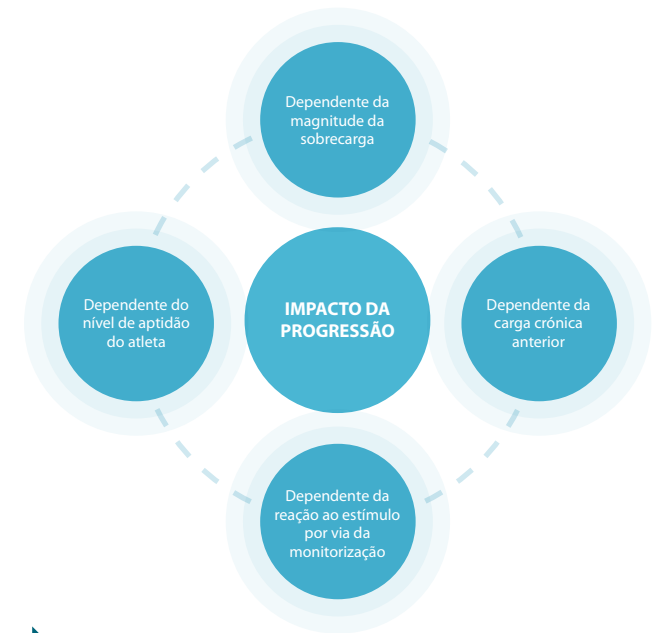 Dependente da
magnitude da
sobrecarga
Dependente do
nível de aptidão
do atleta
IMPACTO DA
PROGRESSÃO
Dependente da
carga crónica
anterior
Dependente da
reação ao estímulo
por via da
monitorização